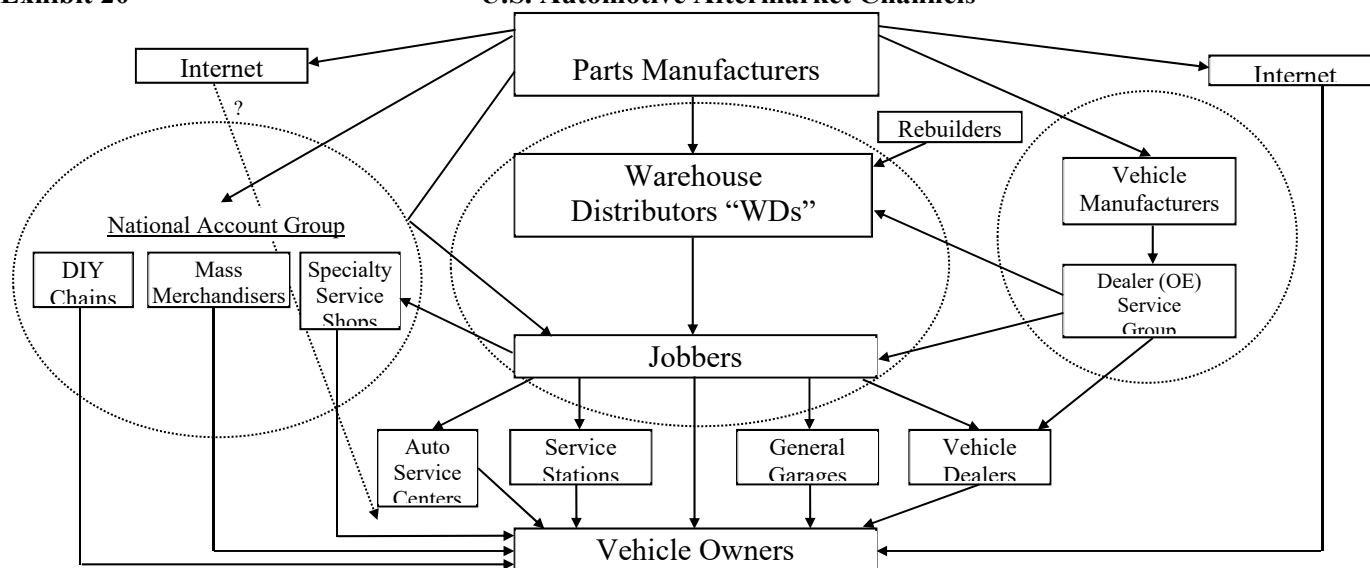 Exhibit 20 U.S. Automotive Aftermarket Channels
Internet
Parts Manufacturers
Internet
?
Rebuilders
Warehouse
Distributors “WDs”
Vehicle
Manufacturers
National Account Group
DIY
Chains
Mass
Merchandisers
Specialty
Service
Shops
Dealer (OE)
Service
Group
Jobbers
Auto
Service
Centers
Service
Stations
General
Garages
Vehicle
Dealers
Vehicle Owners